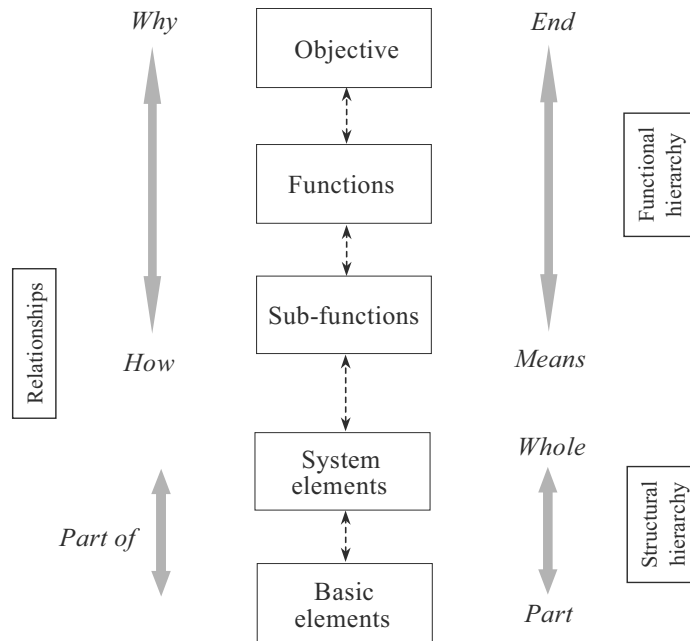 Why
Objective
End
Functions
Functional
hierarchy
Relationships
Sub-functions
How
Means
Whole
System
elements
Part of
Structural
hierarchy
Basic
elements
Part